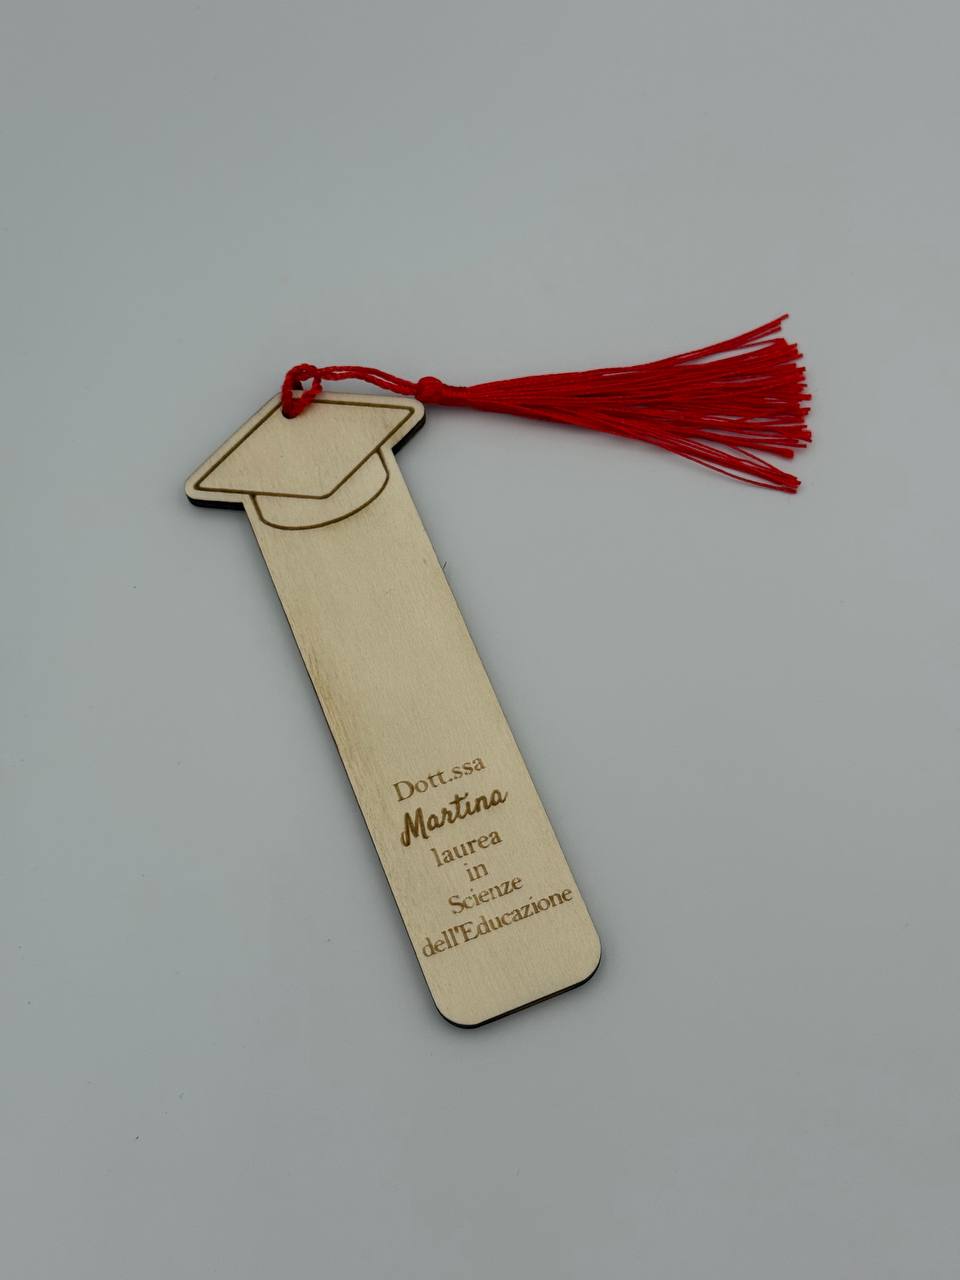 Dott.ssa
Martina
laurea
in
Scienze
dell'Educazione